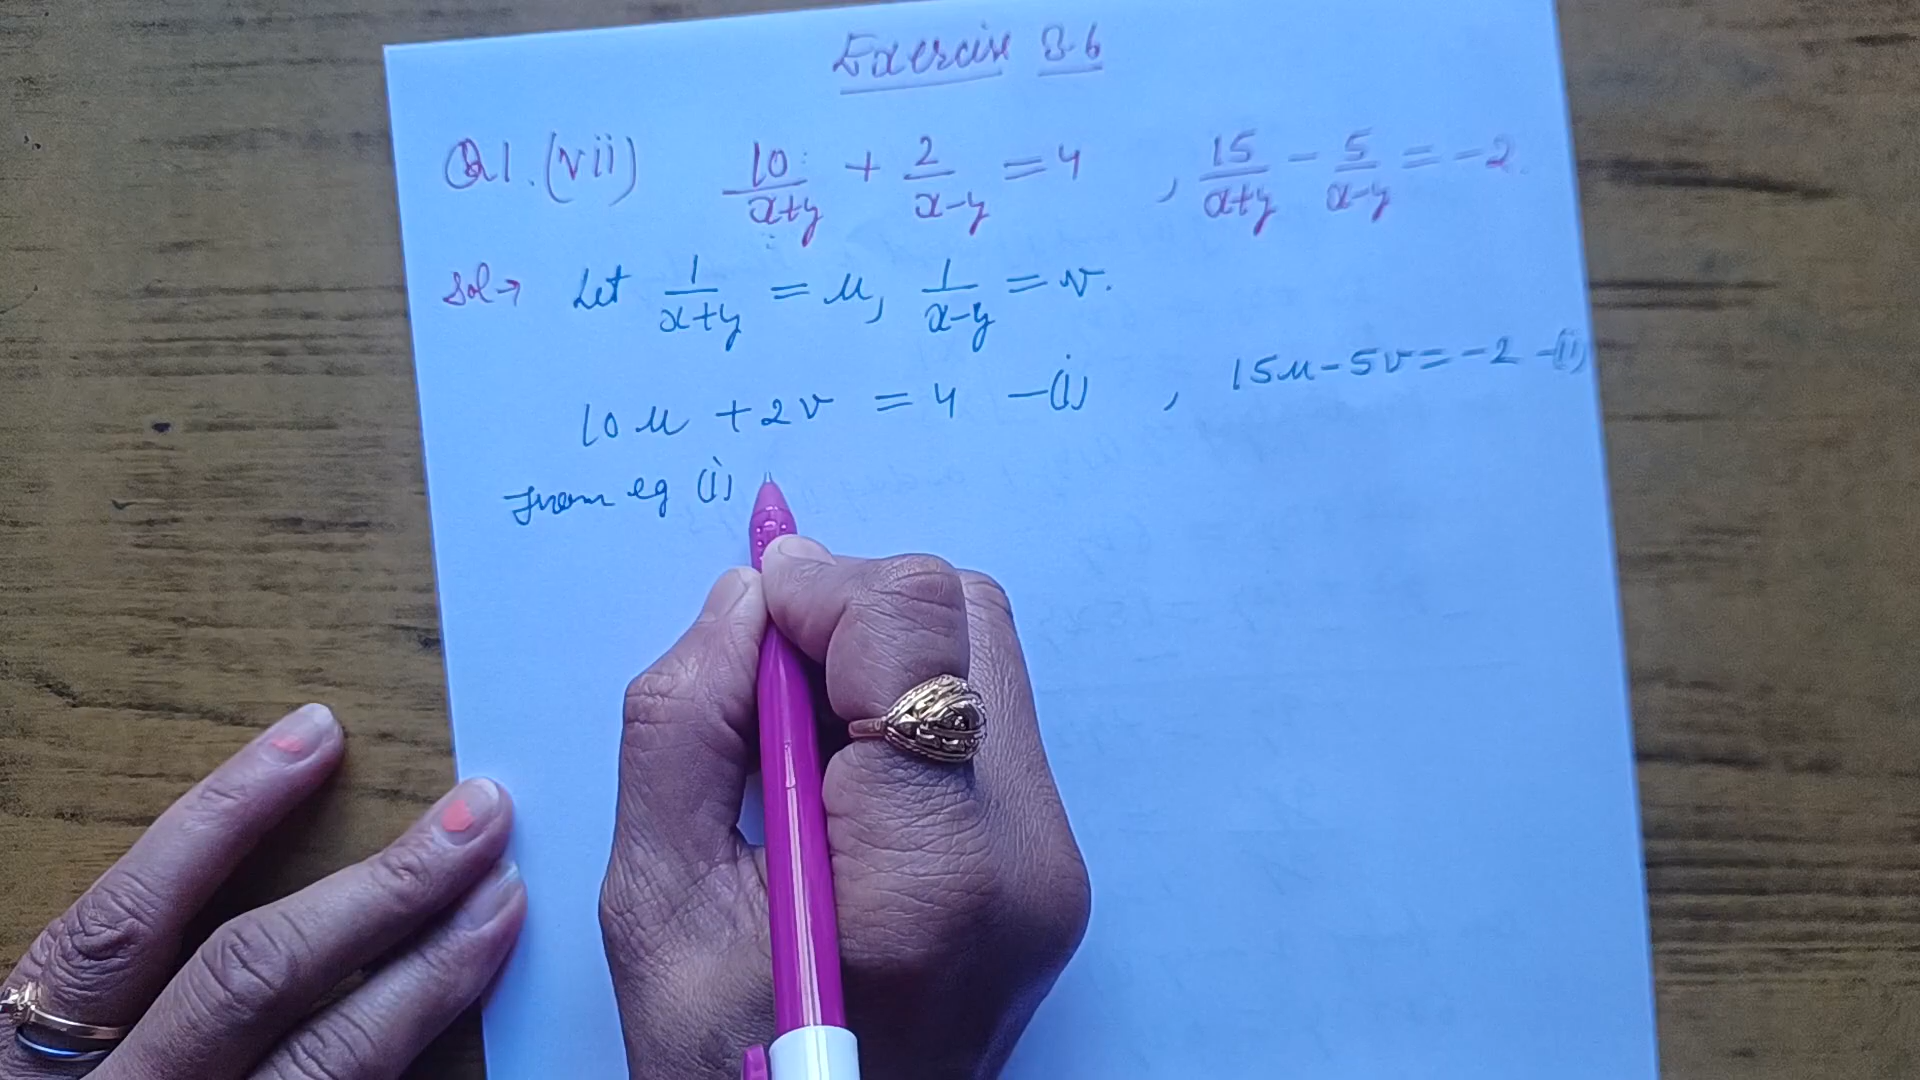 Exercise 3.6
Q1. (vii) 10/(x+y) + 2/(x-y) = 4 , 15/(x+y) - 5/(x-y) = -2.
Sol → Let 1/(x+y) = u, 1/(x-y) = v.
10u + 2v = 4 -(i) , 15u - 5v = -2 -(ii)
from eq (i)